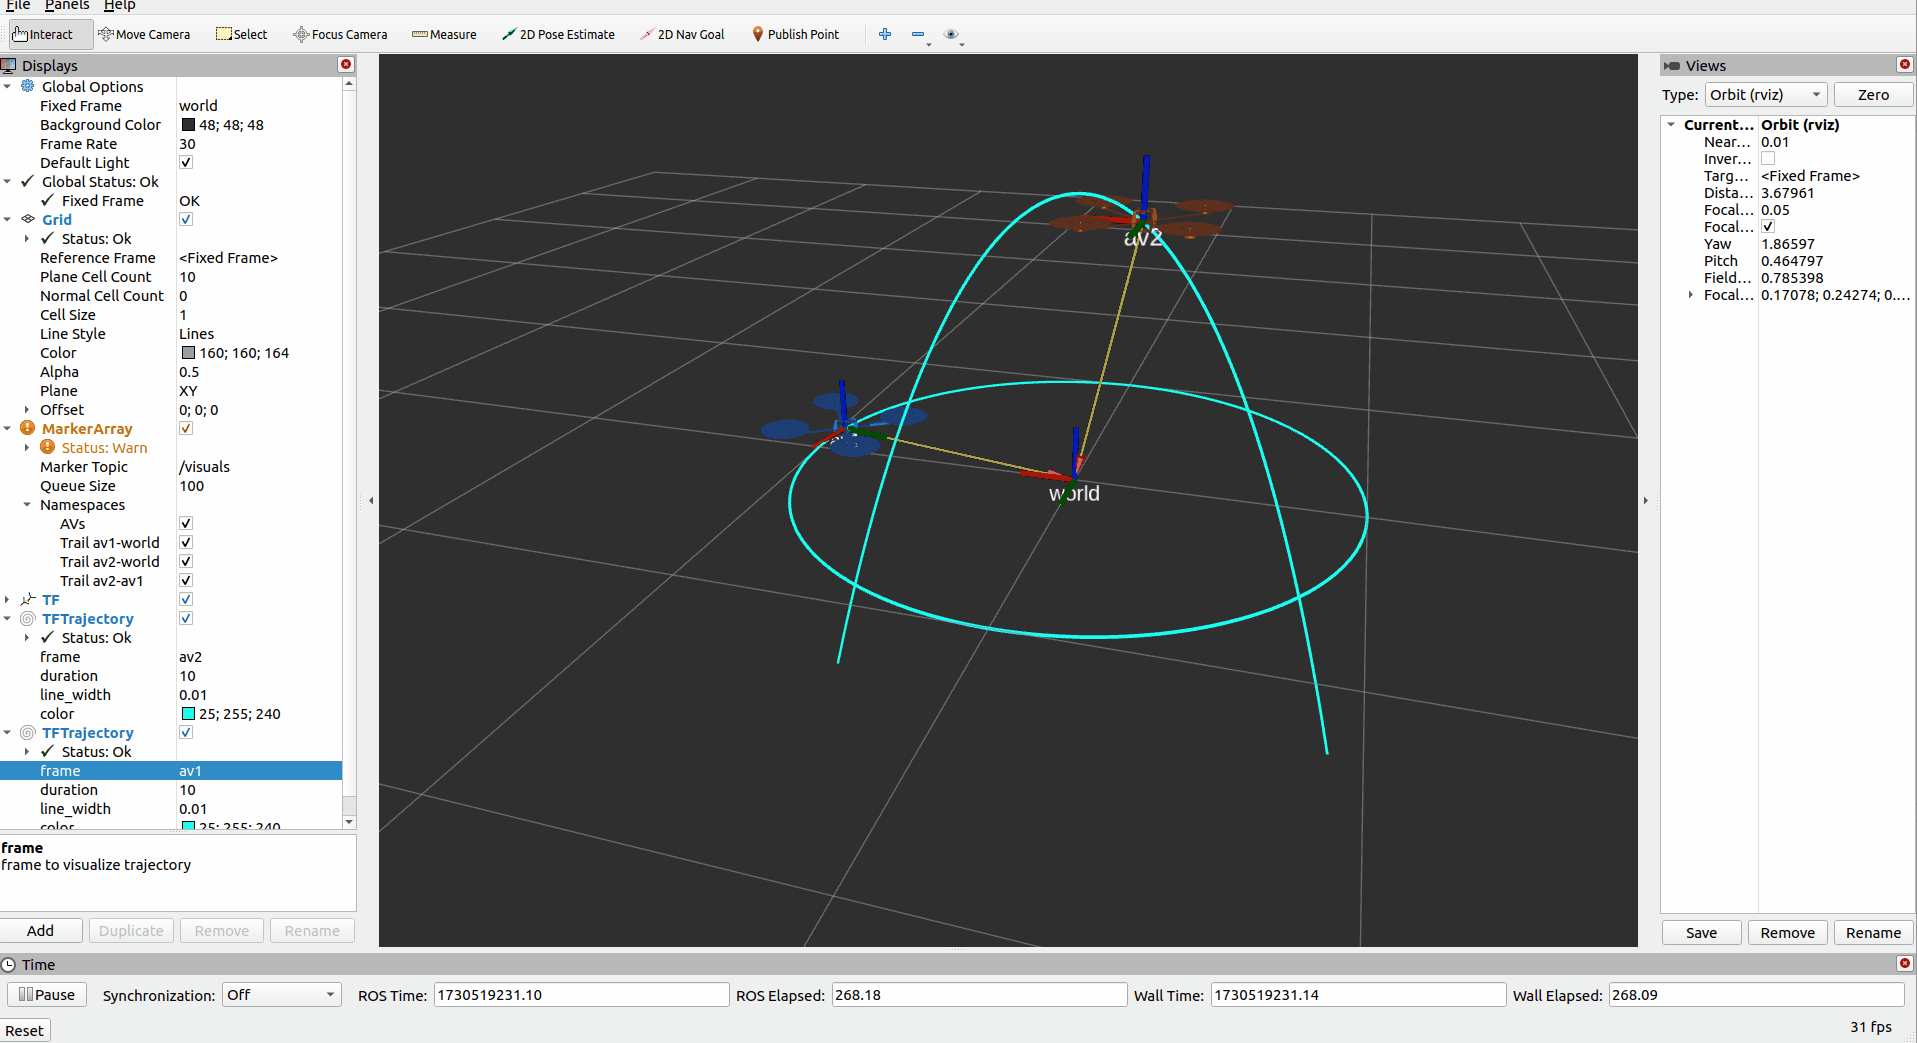 File Panels Help
Interact Move Camera Select Focus Camera Measure 2D Pose Estimate 2D Nav Goal Publish Point
Displays
Global Options
Fixed Frame world
Background Color 48; 48; 48
Frame Rate 30
Default Light
Global Status: Ok
Fixed Frame OK
Grid
Status: Ok
Reference Frame <Fixed Frame>
Plane Cell Count 10
Normal Cell Count 0
Cell Size 1
Line Style Lines
Color 160; 160; 164
Alpha 0.5
Plane XY
Offset 0; 0; 0
MarkerArray
Status: Warn
Marker Topic /visuals
Queue Size 100
Namespaces
AVs
Trail av1-world
Trail av2-world
Trail av2-av1
TF
TFTrajectory
Status: Ok
frame av2
duration 10
line_width 0.01
color 25; 255; 240
TFTrajectory
Status: Ok
frame av1
duration 10
line_width 0.01
color 25; 255; 240
frame
frame to visualize trajectory
Add Duplicate Remove Rename
av2
world
Views
Type: Orbit (rviz) Zero
Current... Orbit (rviz)
Near... 0.01
Inver...
Targ... <Fixed Frame>
Dista... 3.67961
Focal... 0.05
Focal...
Yaw 1.86597
Pitch 0.464797
Field... 0.785398
Focal... 0.17078; 0.24274; 0....
Save Remove Rename
Time
Pause Synchronization: Off ROS Time: 1730519231.10 ROS Elapsed: 268.18 Wall Time: 1730519231.14 Wall Elapsed: 268.09
Reset 31 fps